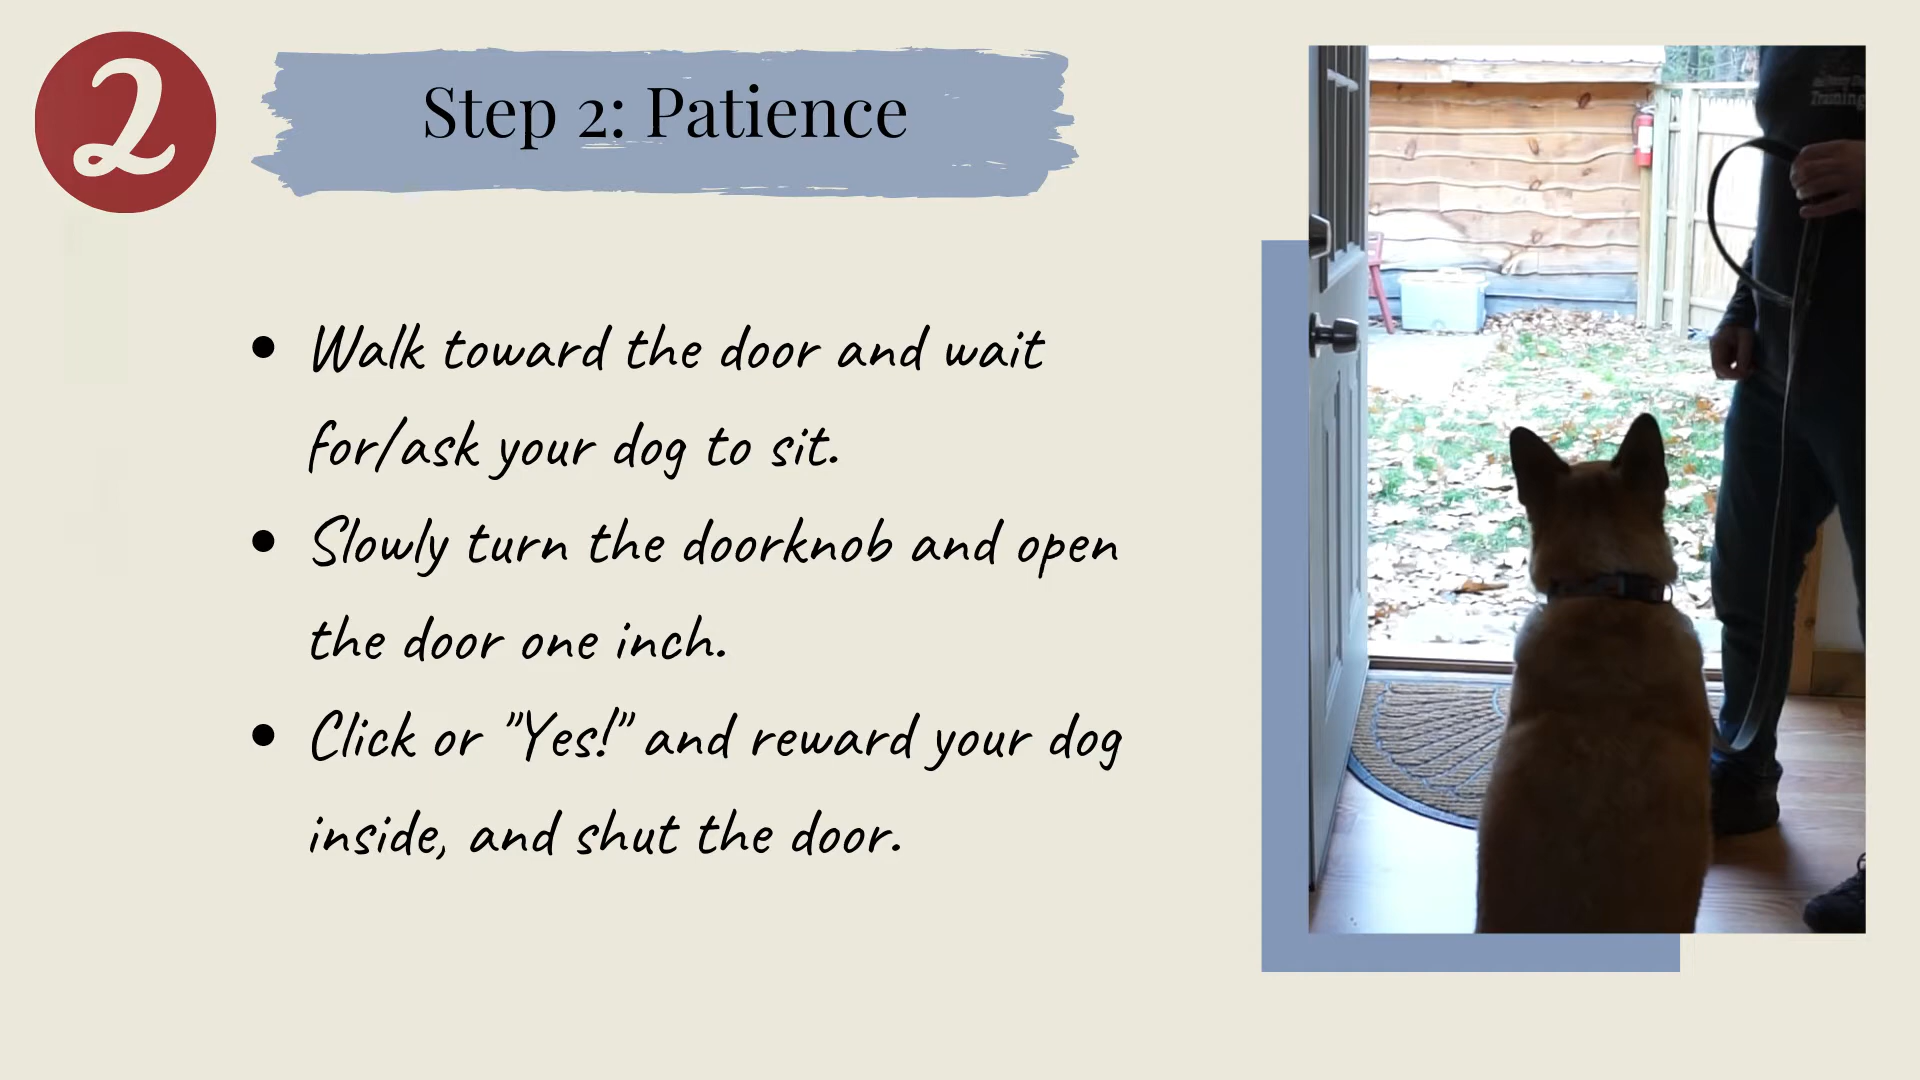 2
Step 2: Patience
Training
• Walk toward the door and wait
for/ask your dog to sit.
• Slowly turn the doorknob and open
the door one inch.
• Click or "Yes!" and reward your dog
inside, and shut the door.